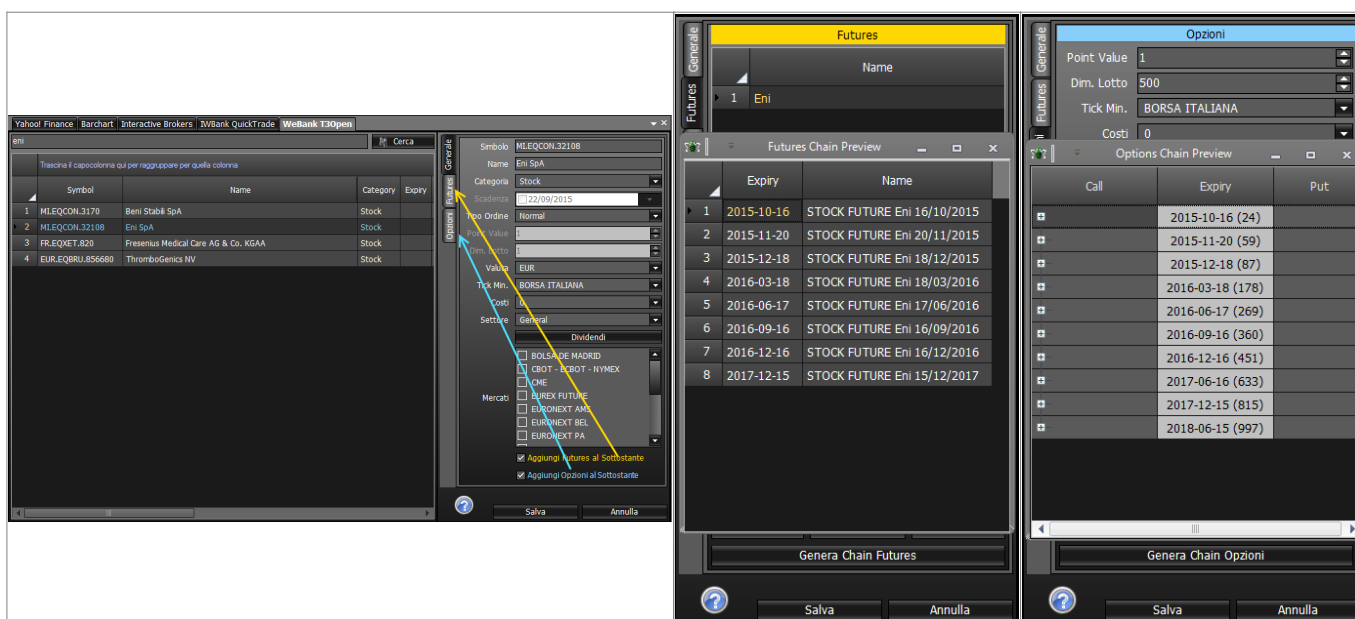 Yahoo! Finance Barchart Interactive Brokers IWBank QuickTrade WeBank T3Open
eni Cerca
Trascina il capocolonna qui per raggruppare per quella colonna
Symbol Name Category Expiry
1 MI.EQCON.3170 Beni Stabili SpA Stock
2 MI.EQCON.32108 Eni SpA Stock
3 FR.EQXET.820 Fresenius Medical Care AG & Co. KGAA Stock
4 EUR.EQBRU.856680 ThromboGenics NV Stock
Generale
Futures
Opzioni
Simbolo MI.EQCON.32108
Name Eni SpA
Categoria Stock
Scadenza 22/09/2015
Tipo Ordine Normal
Point Value 1
Dim. Lotto 1
Valuta EUR
Tick Min. BORSA ITALIANA
Costi 0
Settore General
Dividendi
Mercati
BOLSA DE MADRID
CBOT - ECBOT - NYMEX
CME
EUREX FUTURE
EURONEXT AMS
EURONEXT BEL
EURONEXT PA
Aggiungi Futures al Sottostante
Aggiungi Opzioni al Sottostante
Salva Annulla
Generale
Futures
Futures
Name
1 Eni
Futures Chain Preview
Expiry Name
1 2015-10-16 STOCK FUTURE Eni 16/10/2015
2 2015-11-20 STOCK FUTURE Eni 20/11/2015
3 2015-12-18 STOCK FUTURE Eni 18/12/2015
4 2016-03-18 STOCK FUTURE Eni 18/03/2016
5 2016-06-17 STOCK FUTURE Eni 17/06/2016
6 2016-09-16 STOCK FUTURE Eni 16/09/2016
7 2016-12-16 STOCK FUTURE Eni 16/12/2016
8 2017-12-15 STOCK FUTURE Eni 15/12/2017
Genera Chain Futures
Salva Annulla
Generale
Futures
Opzioni
Point Value 1
Dim. Lotto 500
Tick Min. BORSA ITALIANA
Costi 0
Options Chain Preview
Call Expiry Put
2015-10-16 (24)
2015-11-20 (59)
2015-12-18 (87)
2016-03-18 (178)
2016-06-17 (269)
2016-09-16 (360)
2016-12-16 (451)
2017-06-16 (633)
2017-12-15 (815)
2018-06-15 (997)
Genera Chain Opzioni
Salva Annulla